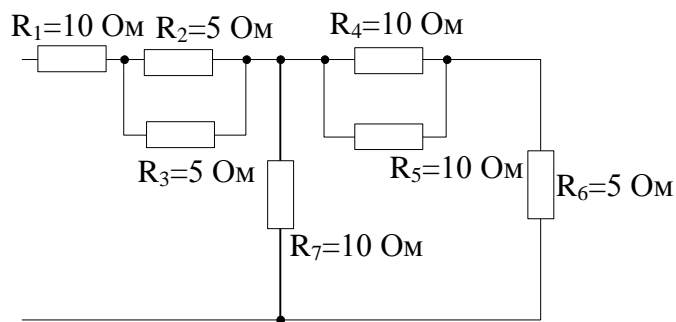 R₁=10 Ом
R₂=5 Ом
R₄=10 Ом
R₃=5 Ом
R₅=10 Ом
R₆=5 Ом
R₇=10 Ом